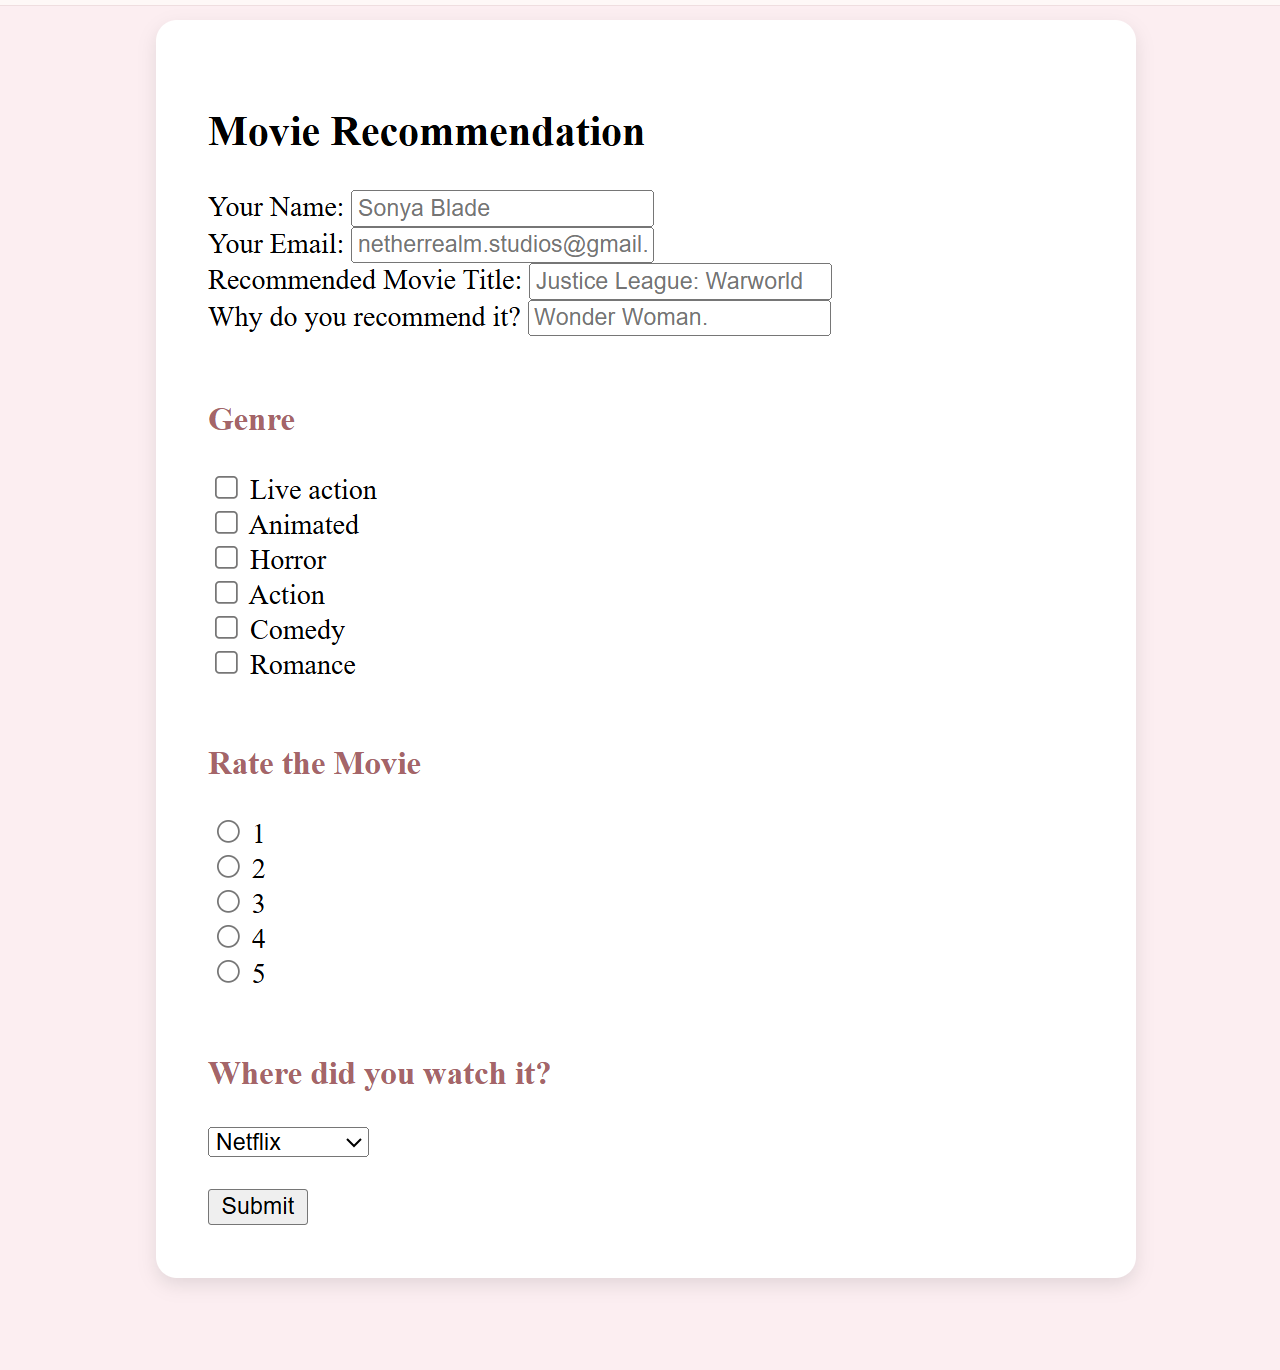 Movie Recommendation
Your Name: Sonya Blade
Your Email: netherrealm.studios@gmail.
Recommended Movie Title: Justice League: Warworld
Why do you recommend it? Wonder Woman.
Genre
Live action
Animated
Horror
Action
Comedy
Romance
Rate the Movie
1
2
3
4
5
Where did you watch it?
Netflix
Submit